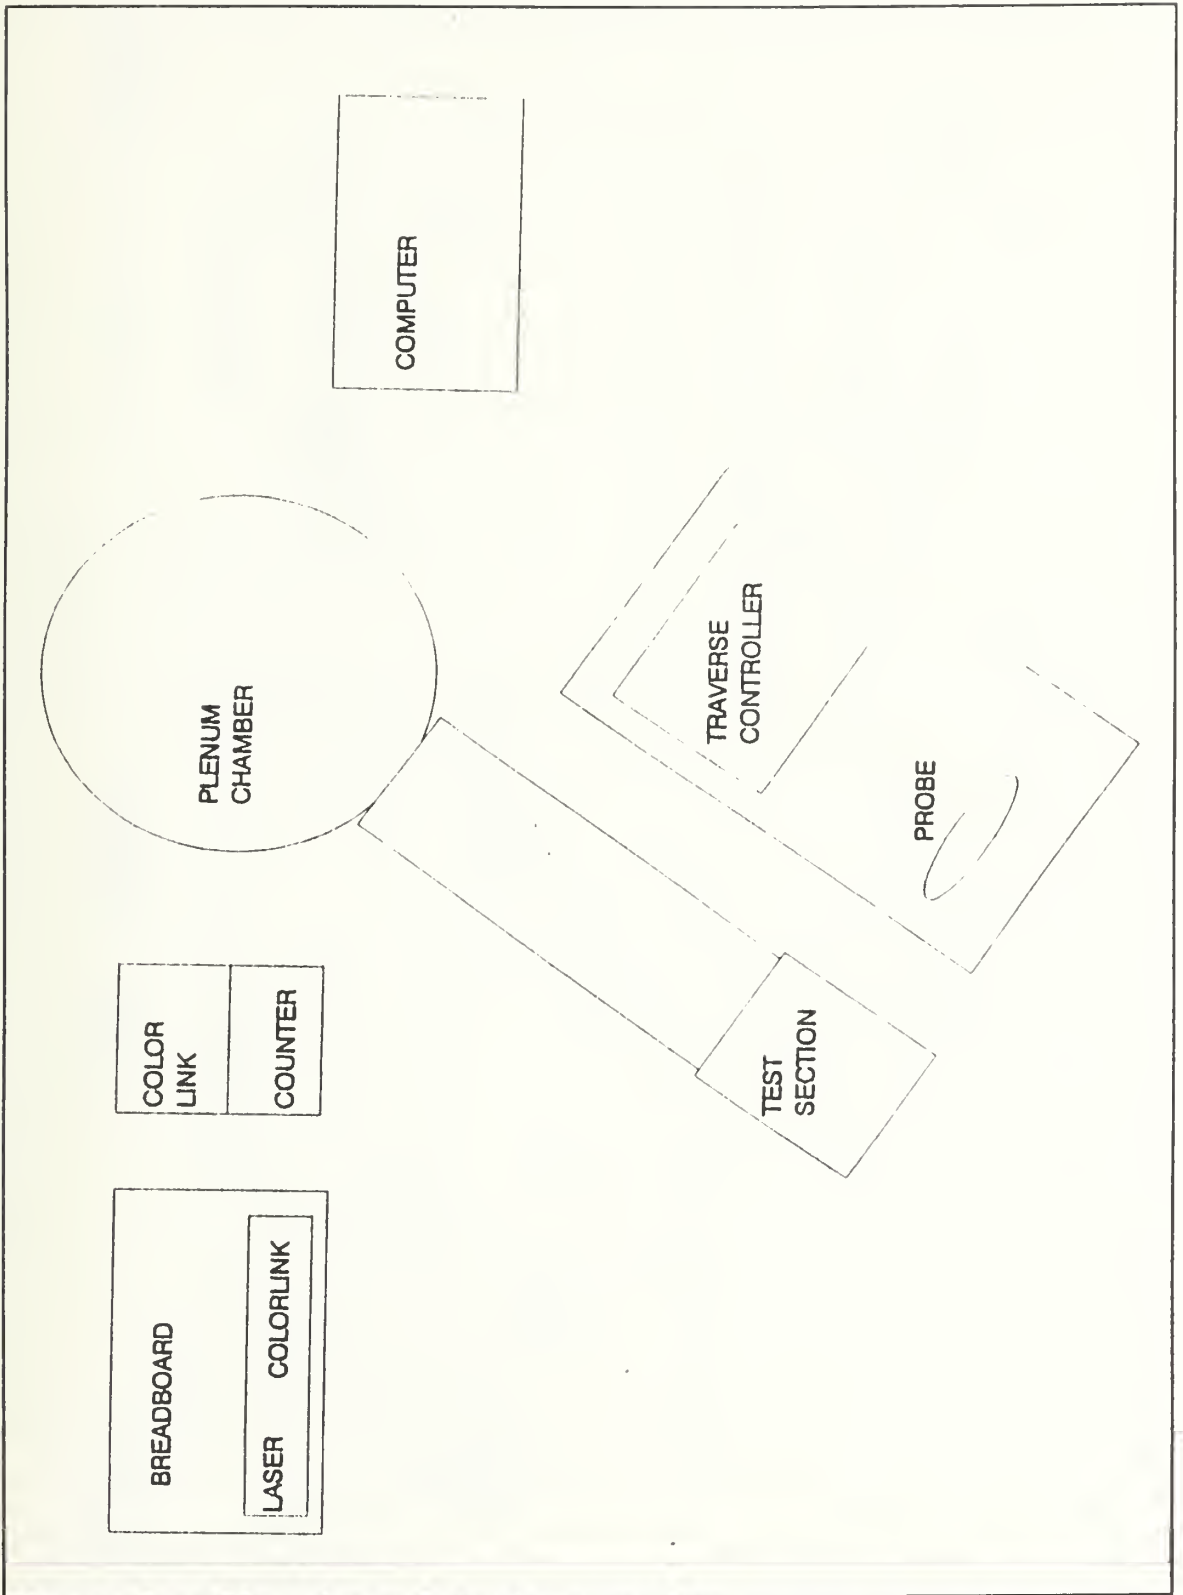 BREADBOARD
LASER COLORLINK
COLOR
LINK
COUNTER
PLENUM
CHAMBER
COMPUTER
TEST
SECTION
TRAVERSE
CONTROLLER
PROBE